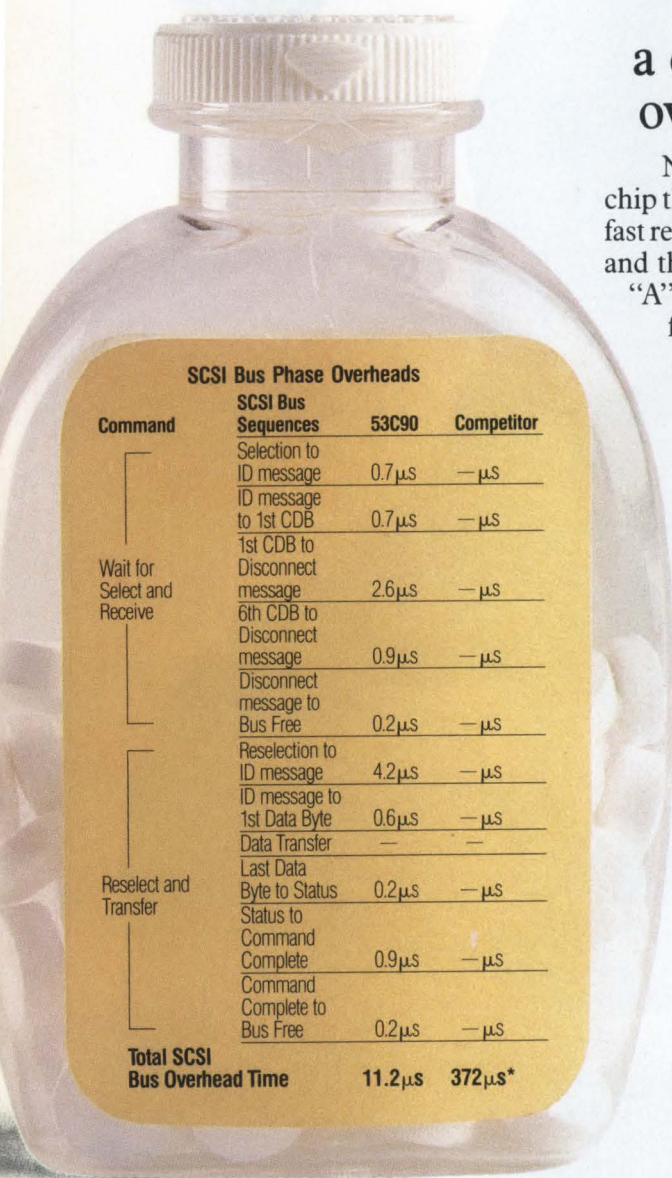 a
N
chip t
fast re
and th
"A"
f
SCSI Bus Phase Overheads
Command SCSI Bus Sequences 53C90 Competitor
Wait for
Select and
Receive
Selection to
ID message 0.7µs —µs
ID message
to 1st CDB 0.7µs —µs
1st CDB to
Disconnect
message 2.6µs —µs
6th CDB to
Disconnect
message 0.9µs —µs
Disconnect
message to
Bus Free 0.2µs —µs
Reselect and
Transfer
Reselection to
ID message 4.2µs —µs
ID message to
1st Data Byte 0.6µs —µs
Data Transfer — —
Last Data
Byte to Status 0.2µs —µs
Status to
Command
Complete 0.9µs —µs
Command
Complete to
Bus Free 0.2µs —µs
Total SCSI
Bus Overhead Time 11.2µs 372µs*